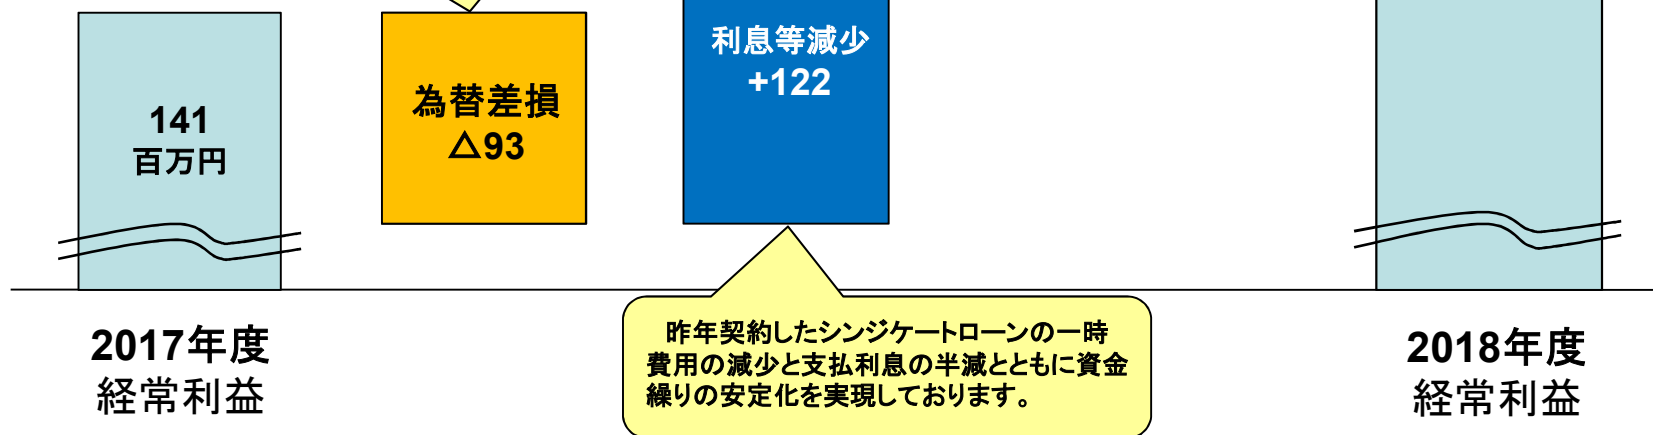 141
百万円
為替差損
△93
利息等減少
+122
昨年契約したシンジケートローンの一時
費用の減少と支払利息の半減とともに資金
繰りの安定化を実現しております。
2017年度
経常利益
2018年度
経常利益